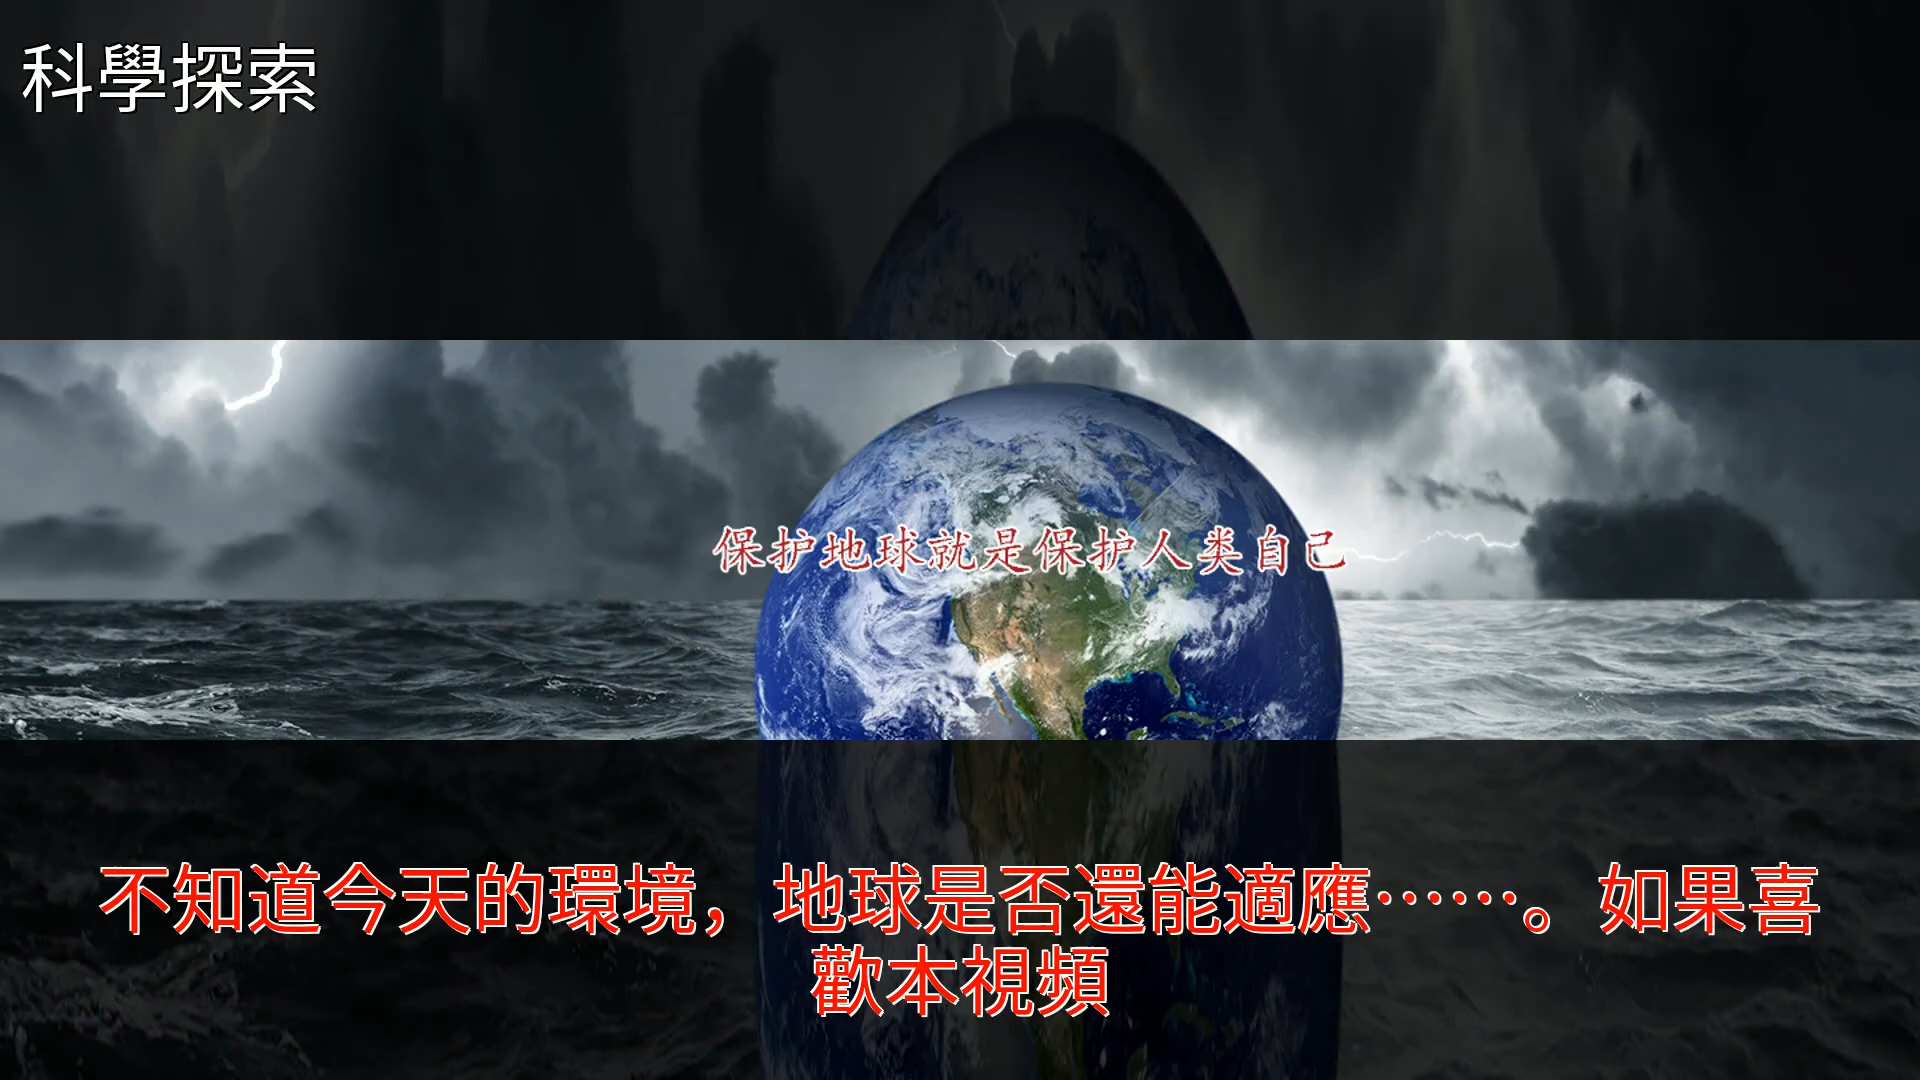 科學探索
保护地球就是保护人类自己
不知道今天的環境，地球是否還能適應……。如果喜
歡本視頻